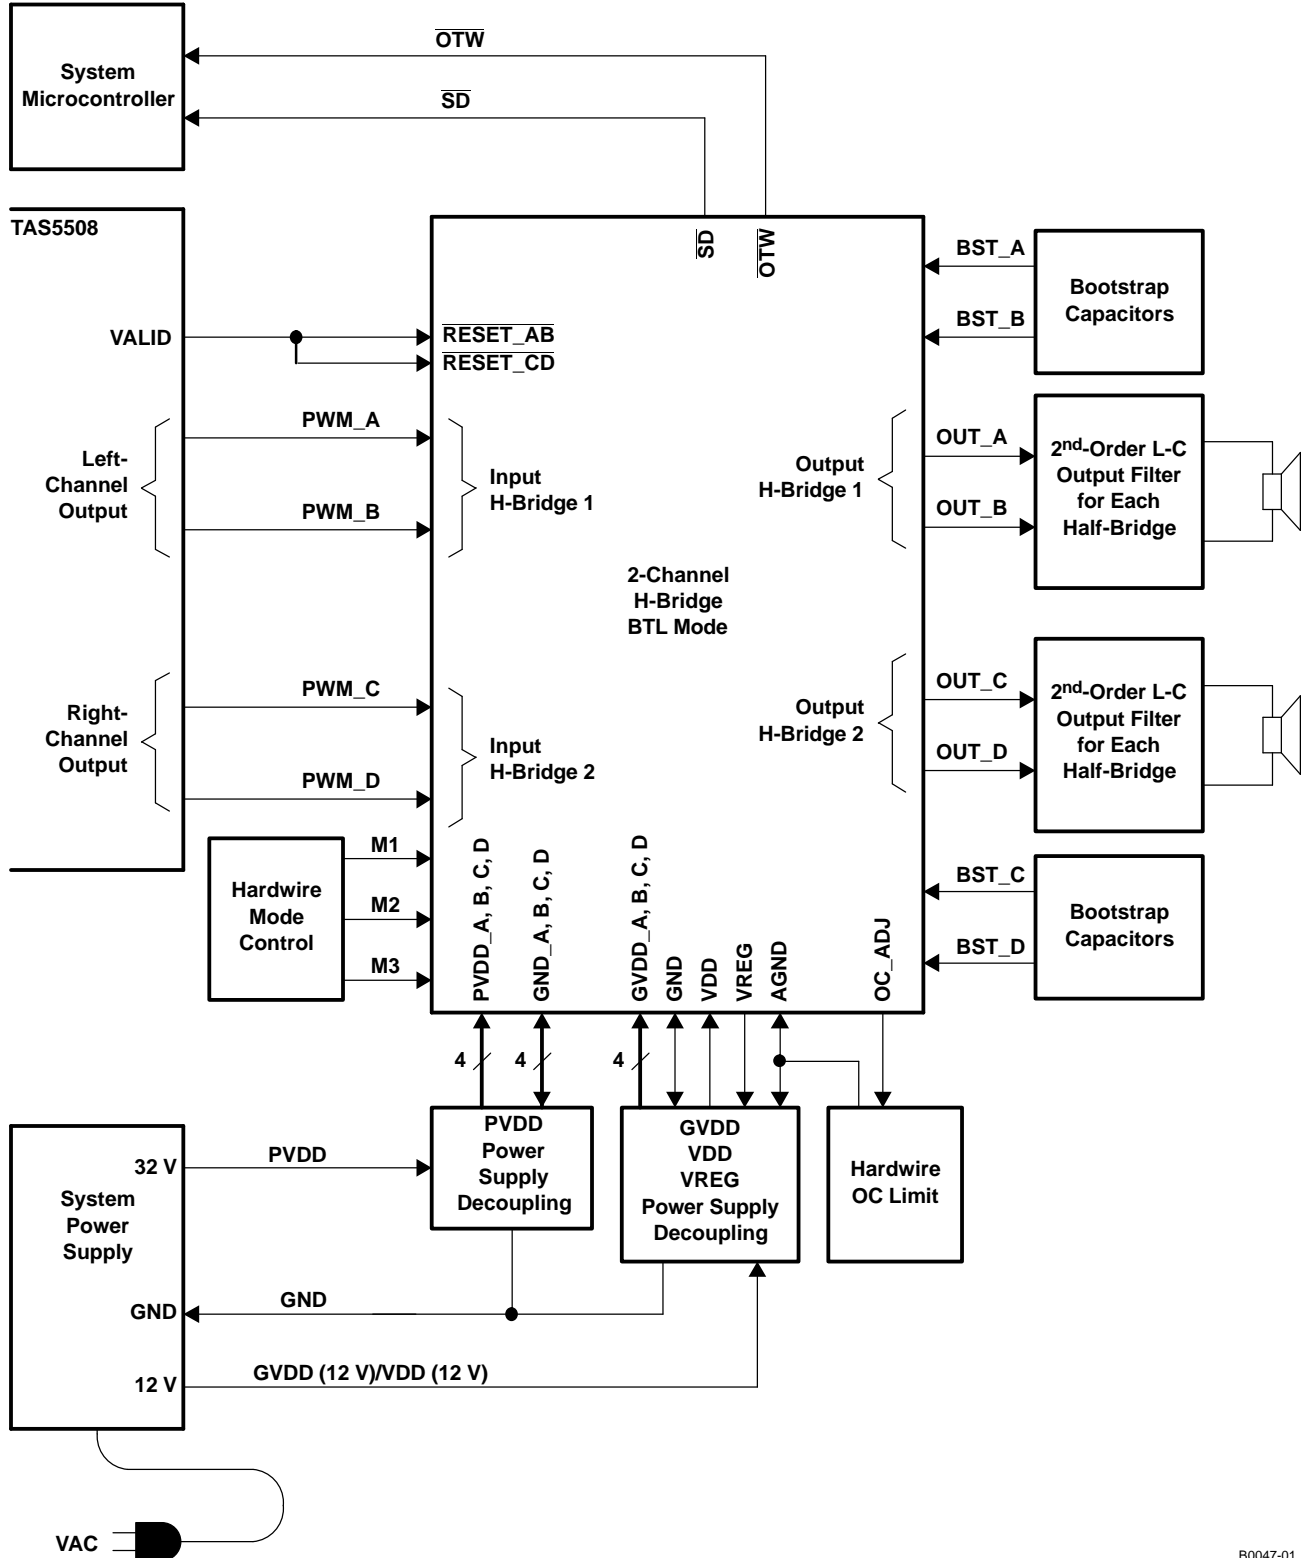 OTW
System
Microcontroller
SD
TAS5508
SD
OTW
BST_A
Bootstrap
Capacitors
BST_B
VALID
RESET_AB
RESET_CD
PWM_A
Left-
Channel
Output
Input
H-Bridge 1
PWM_B
Output
H-Bridge 1
OUT_A
OUT_B
2nd-Order L-C
Output Filter
for Each
Half-Bridge
2-Channel
H-Bridge
BTL Mode
PWM_C
Right-
Channel
Output
Input
H-Bridge 2
PWM_D
Output
H-Bridge 2
OUT_C
OUT_D
2nd-Order L-C
Output Filter
for Each
Half-Bridge
Hardwire
Mode
Control
M1
M2
M3
PVDD_A, B, C, D
GND_A, B, C, D
GVDD_A, B, C, D
GND
VDD
VREG
AGND
OC_ADJ
BST_C
Bootstrap
Capacitors
BST_D
4
4
4
PVDD
Power
Supply
Decoupling
GVDD
VDD
VREG
Power Supply
Decoupling
Hardwire
OC Limit
32 V
PVDD
System
Power
Supply
GND
GND
12 V
GVDD (12 V)/VDD (12 V)
VAC
B0047-01